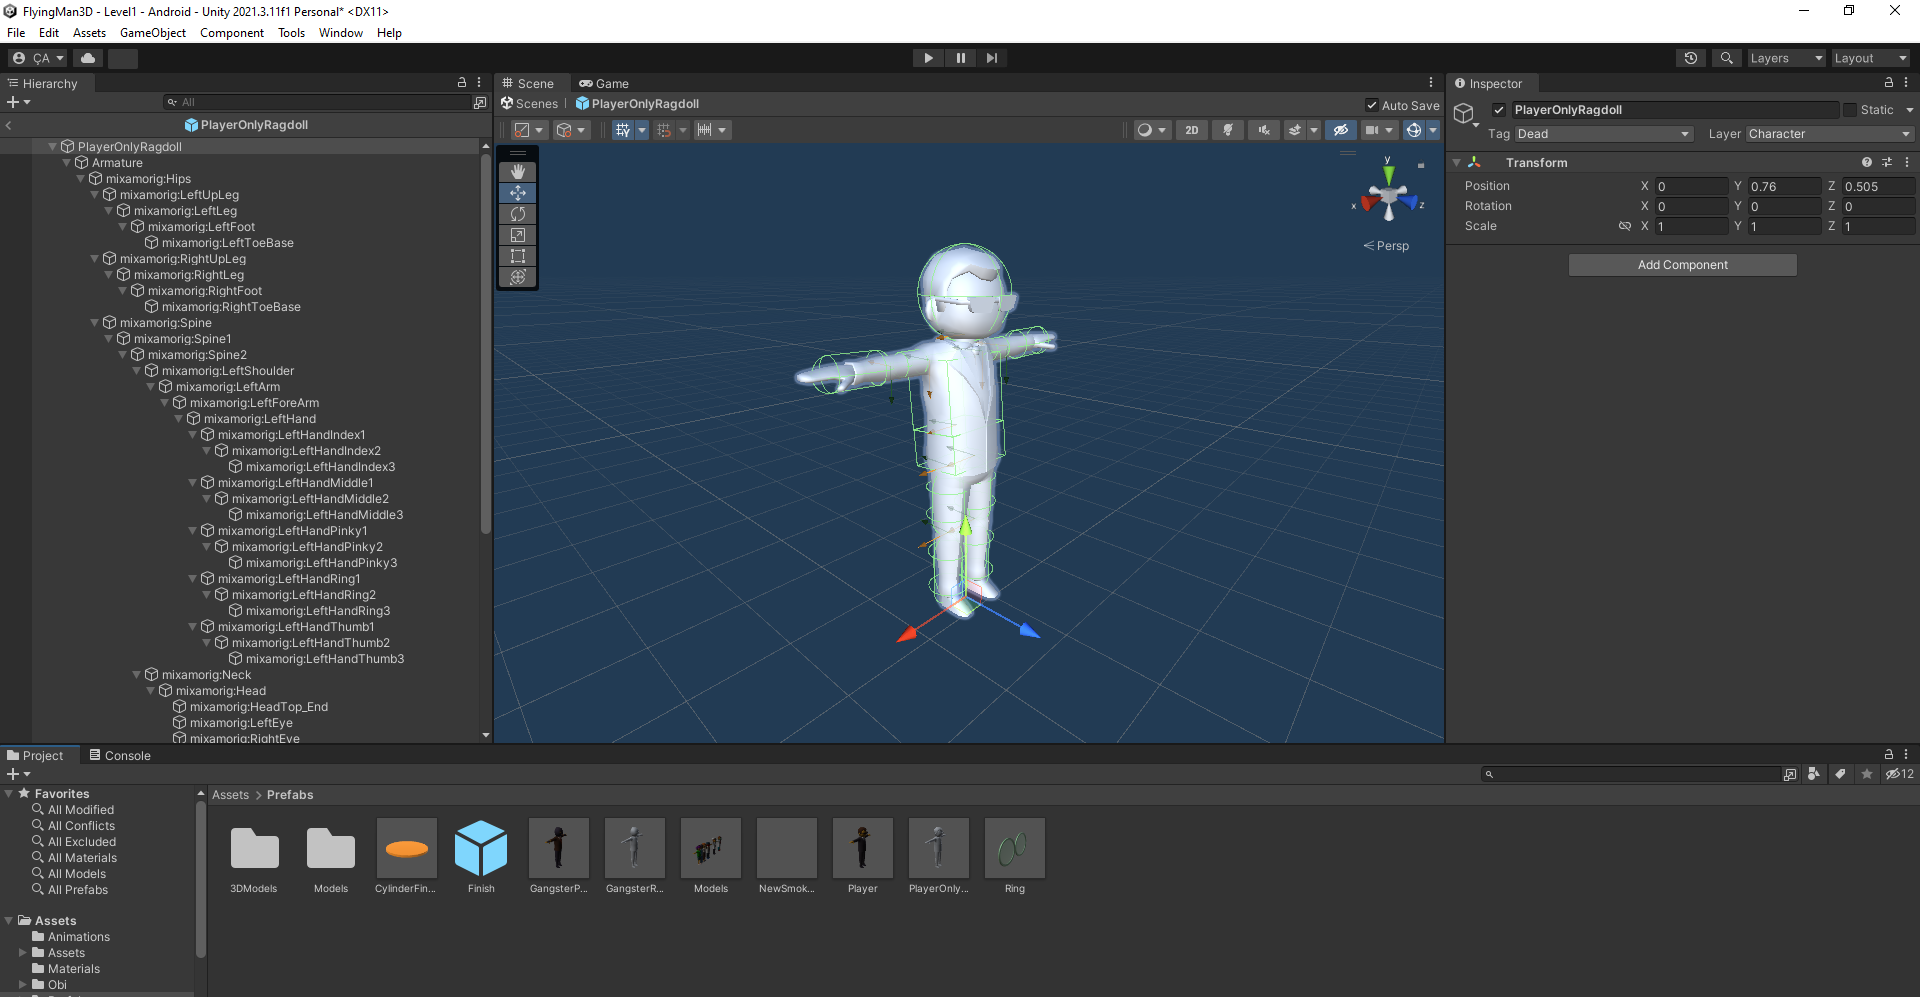 FlyingMan3D - Level1 - Android - Unity 2021.3.11f1 Personal* <DX11>
File Edit Assets GameObject Component Tools Window Help
ÇA Layers Layout
Hierarchy
All
PlayerOnlyRagdoll
PlayerOnlyRagdoll
Armature
mixamorig:Hips
mixamorig:LeftUpLeg
mixamorig:LeftLeg
mixamorig:LeftFoot
mixamorig:LeftToeBase
mixamorig:RightUpLeg
mixamorig:RightLeg
mixamorig:RightFoot
mixamorig:RightToeBase
mixamorig:Spine
mixamorig:Spine1
mixamorig:Spine2
mixamorig:LeftShoulder
mixamorig:LeftArm
mixamorig:LeftForeArm
mixamorig:LeftHand
mixamorig:LeftHandIndex1
mixamorig:LeftHandIndex2
mixamorig:LeftHandIndex3
mixamorig:LeftHandMiddle1
mixamorig:LeftHandMiddle2
mixamorig:LeftHandMiddle3
mixamorig:LeftHandPinky1
mixamorig:LeftHandPinky2
mixamorig:LeftHandPinky3
mixamorig:LeftHandRing1
mixamorig:LeftHandRing2
mixamorig:LeftHandRing3
mixamorig:LeftHandThumb1
mixamorig:LeftHandThumb2
mixamorig:LeftHandThumb3
mixamorig:Neck
mixamorig:Head
mixamorig:HeadTop_End
mixamorig:LeftEye
mixamorig:RightEye
Scene Game
Scenes | PlayerOnlyRagdoll Auto Save
2D
y
x z
Persp
Inspector
PlayerOnlyRagdoll Static
Tag Dead Layer Character
Transform
Position X 0 Y 0.76 Z 0.505
Rotation X 0 Y 0 Z 0
Scale X 1 Y 1 Z 1
Add Component
Project Console
12
Favorites
All Modified
All Conflicts
All Excluded
All Materials
All Models
All Prefabs
Assets
Animations
Assets
Materials
Obi
Assets > Prefabs
3DModels Models CylinderFin... Finish GangsterP... GangsterR... Models NewSmok... Player PlayerOnly... Ring